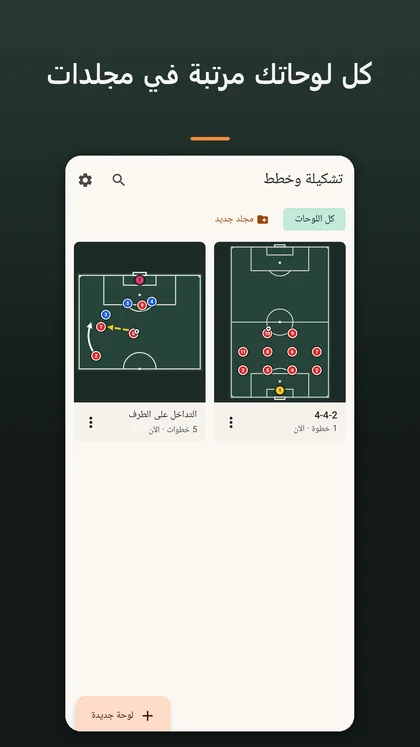 كل لوحاتك مرتبة في مجلدات
تشكيلة وخطط
كل اللوحات
مجلد جديد
4-4-2
1 خطوة · الآن
التداخل على الطرف
5 خطوات · الآن
لوحة جديدة